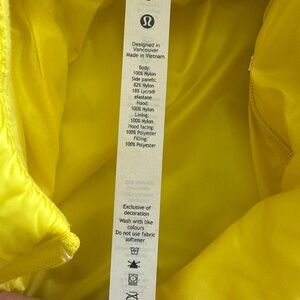 Designed in
Vancouver
Made in Vietnam
Body:
100% Nylon
Side panels:
82% Nylon
18% Lycra®
elastane
Hood:
100% Nylon
Lining:
100% Nylon
Hood facing:
100% Polyester
Filling:
100% Polyester
Exclusive of
decoration
Wash with like
colours
Do not use fabric
softener